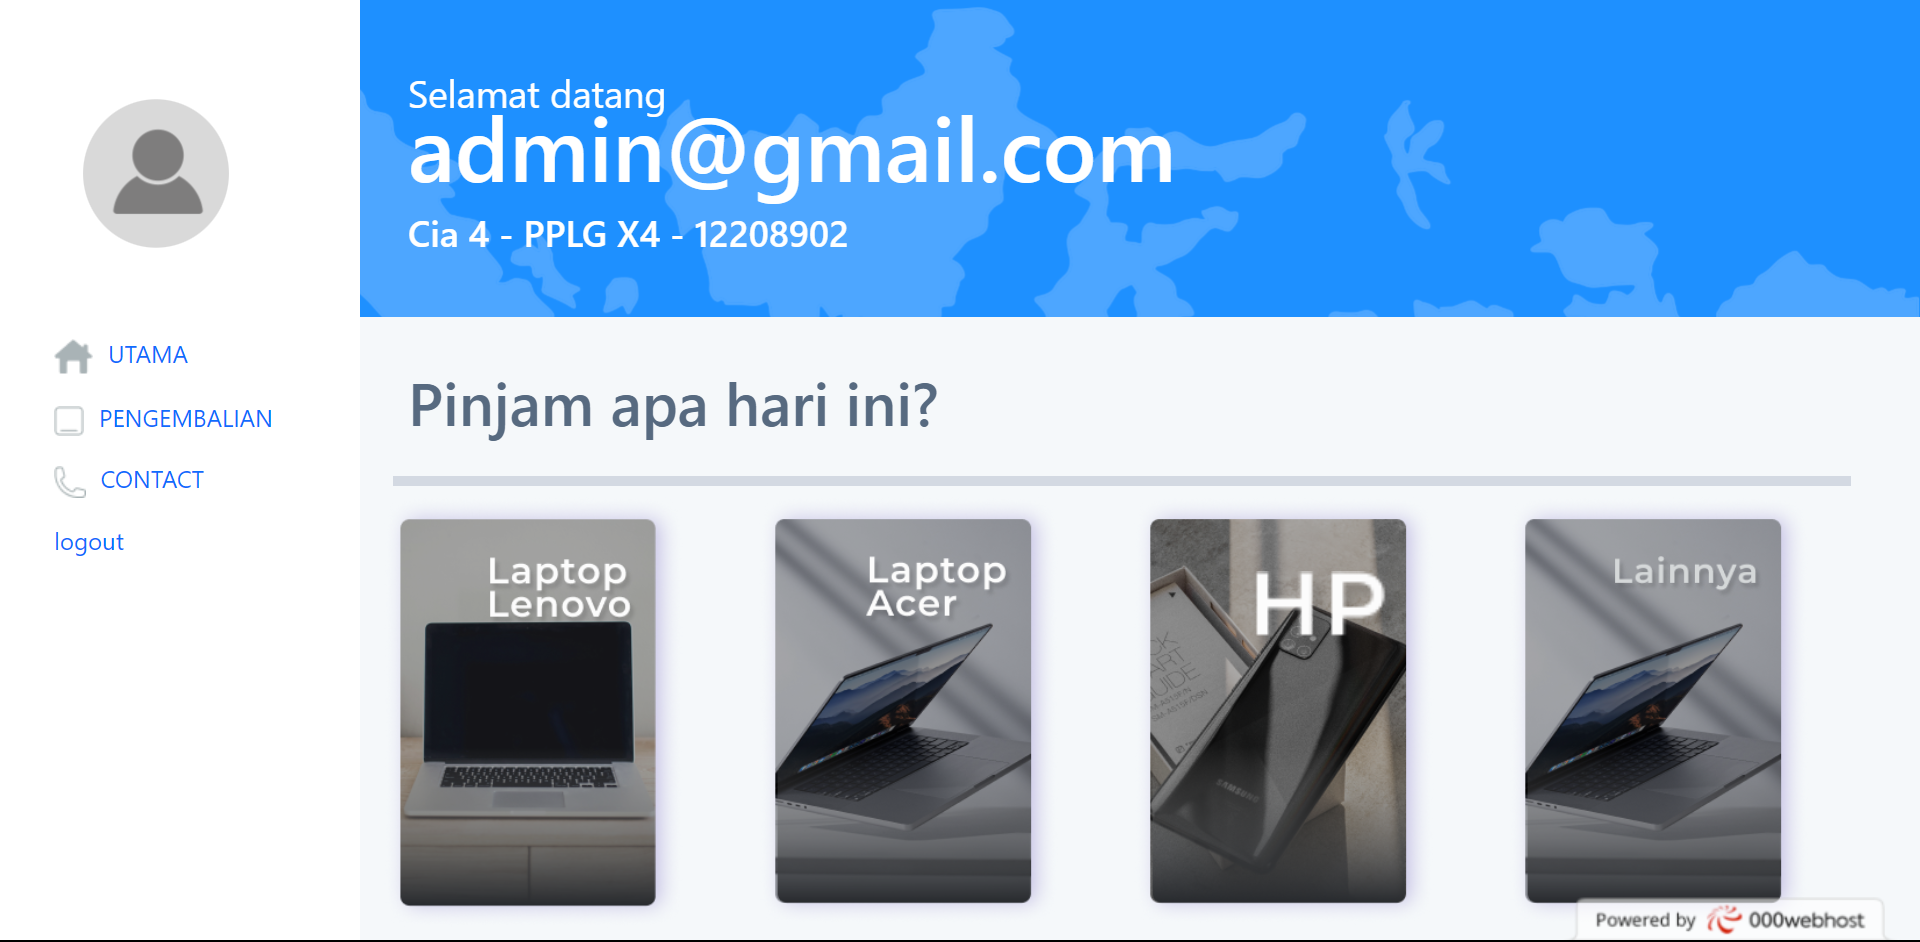 Selamat datang
admin@gmail.com
Cia 4 - PPLG X4 - 12208902
UTAMA
PENGEMBALIAN
CONTACT
logout
Pinjam apa hari ini?
Laptop
Lenovo
Laptop
Acer
HP
SAMSUNG
Lainnya
Powered by 000webhost